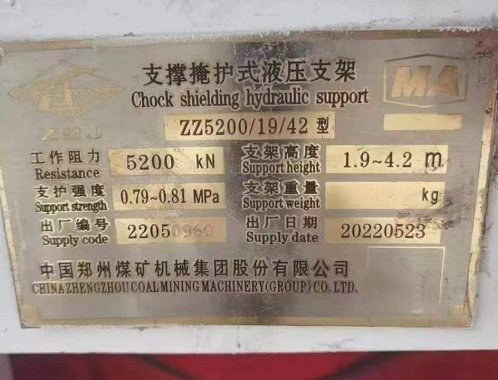 支撑掩护式液压支架
Chock shielding hydraulic support
ZMJ
MA
ZZ5200/19/42 型
工作阻力 5200 kN 支架高度 1.9~4.2 m
Resistance Support height
支护强度 0.79~0.81 MPa 支架重量 kg
Support strength Support weight
出厂编号 22050960 出厂日期 20220523
Supply code Supply date
中国郑州煤矿机械集团股份有限公司
CHINAZHENGZHOUCOAL MINING MACHINERY(GROUP)CO.LTD.